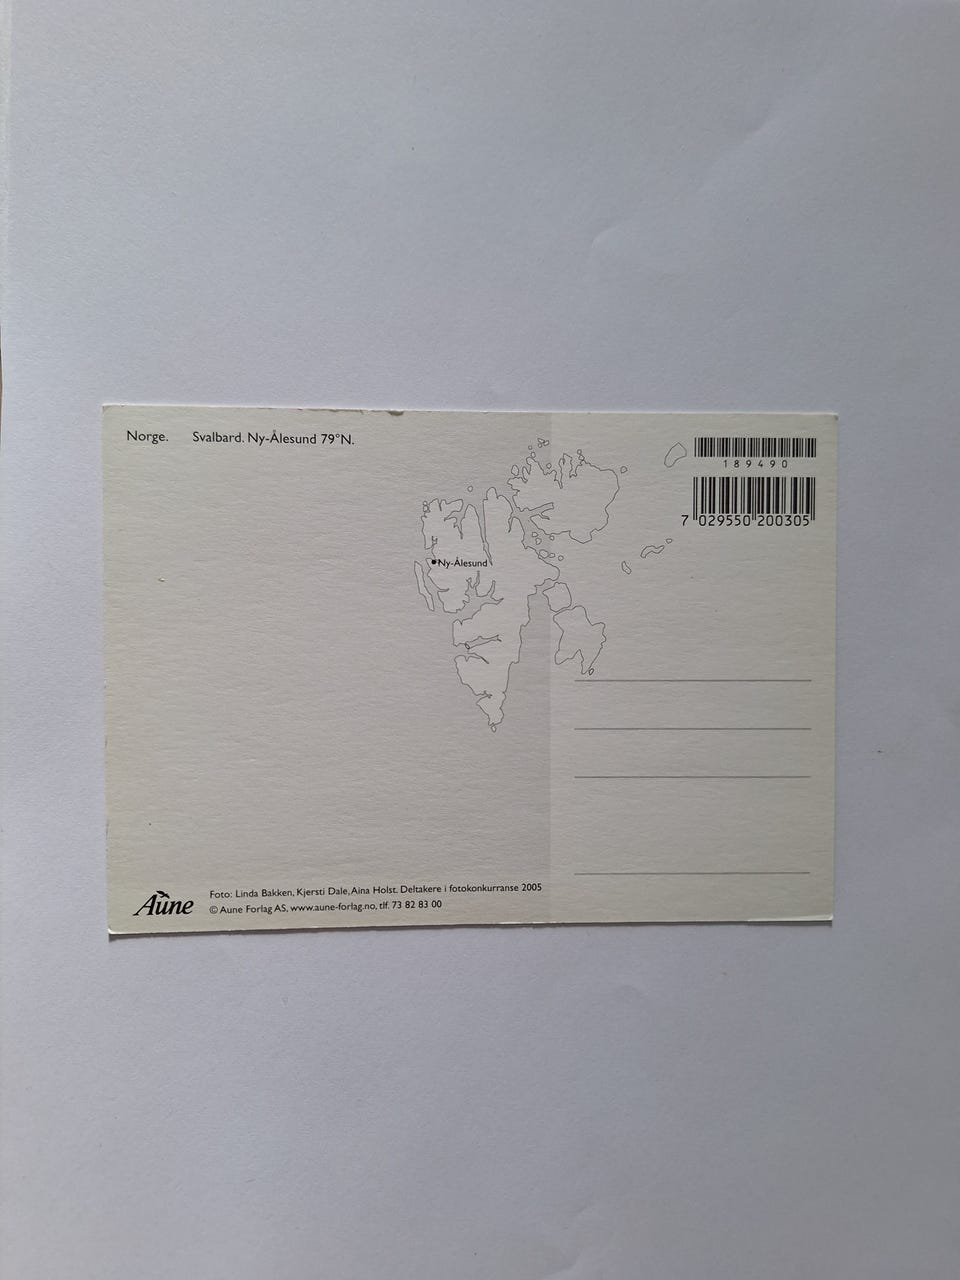 Norge. Svalbard. Ny-Ålesund 79°N.
189490
7 029550 200305
Ny-Ålesund
Aune
Foto: Linda Bakken, Kjersti Dale, Aina Holst. Deltakere i fotokonkurranse 2005
© Aune Forlag AS, www.aune-forlag.no, tlf. 73 82 83 00